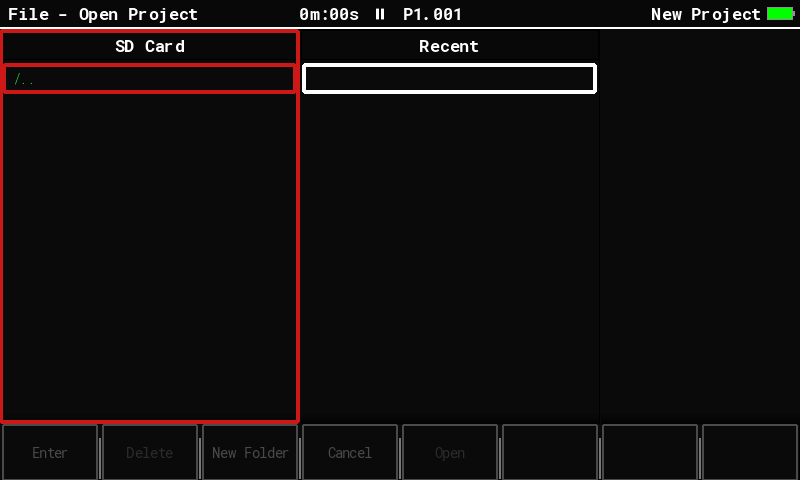 File - Open Project 0m:00s P1.001 New Project
SD Card Recent
/..
Enter Delete New Folder Cancel Open